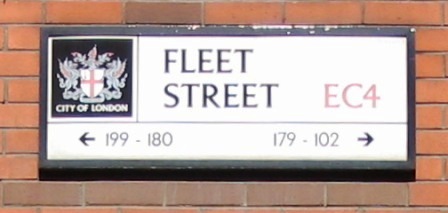 FLEET
STREET EC4
CITY OF LONDON
← 199 - 180 179 - 102 →